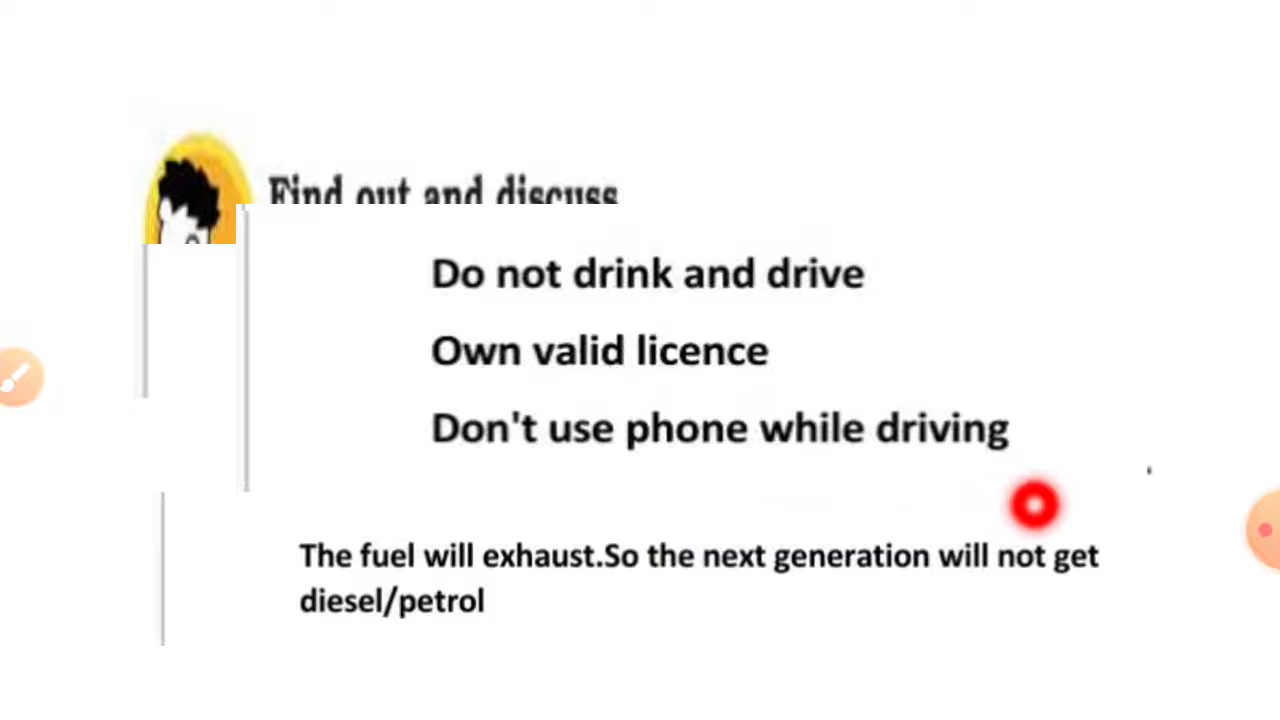 Find out and discuss
Do not drink and drive
Own valid licence
Don't use phone while driving
The fuel will exhaust.So the next generation will not get
diesel/petrol